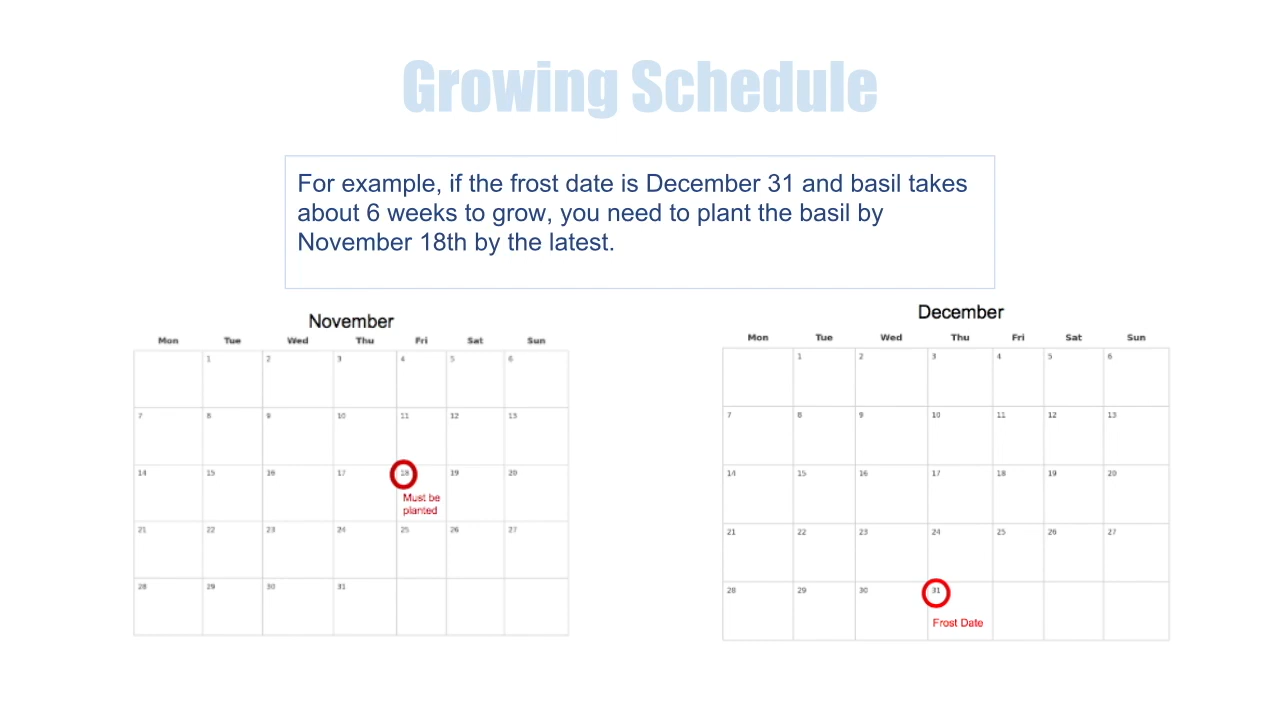 Growing Schedule
For example, if the frost date is December 31 and basil takes
about 6 weeks to grow, you need to plant the basil by
November 18th by the latest.
November
Mon Tue Wed Thu Fri Sat Sun
1 2 3 4 5 6
7 8 9 10 11 12 13
14 15 16 17 18 19 20
Must be
planted
21 22 23 24 25 26 27
28 29 30 31
December
Mon Tue Wed Thu Fri Sat Sun
1 2 3 4 5 6
7 8 9 10 11 12 13
14 15 16 17 18 19 20
21 22 23 24 25 26 27
28 29 30 31
Frost Date